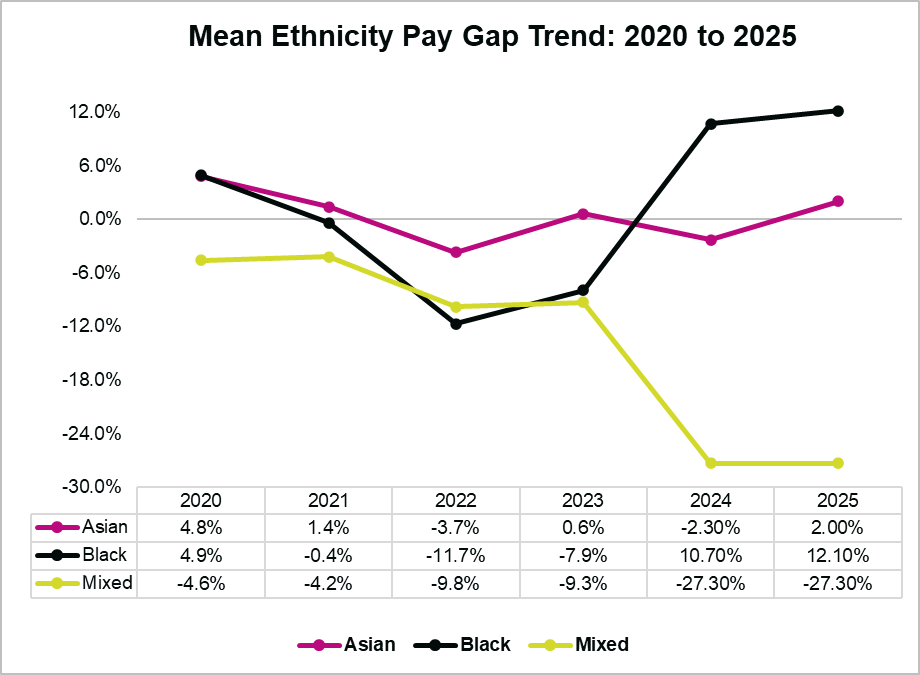 Mean Ethnicity Pay Gap Trend: 2020 to 2025
12.0%
6.0%
0.0%
-6.0%
-12.0%
-18.0%
-24.0%
-30.0%
2020 2021 2022 2023 2024 2025
Asian 4.8% 1.4% -3.7% 0.6% -2.30% 2.00%
Black 4.9% -0.4% -11.7% -7.9% 10.70% 12.10%
Mixed -4.6% -4.2% -9.8% -9.3% -27.30% -27.30%
Asian Black Mixed